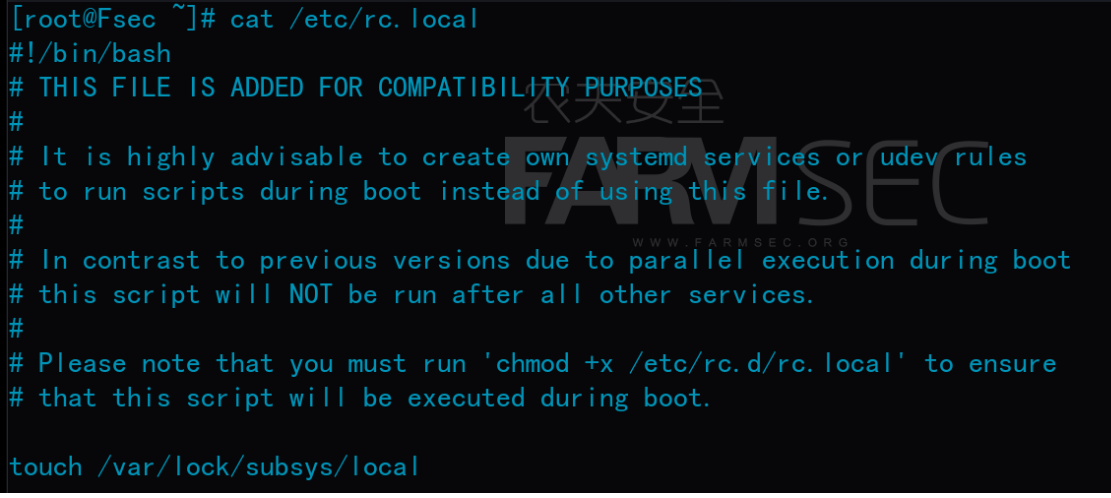 [root@Fsec ~]# cat /etc/rc.local
#!/bin/bash
# THIS FILE IS ADDED FOR COMPATIBILITY PURPOSES
#
# It is highly advisable to create own systemd services or udev rules
# to run scripts during boot instead of using this file.
#
# In contrast to previous versions due to parallel execution during boot
# this script will NOT be run after all other services.
#
# Please note that you must run 'chmod +x /etc/rc.d/rc.local' to ensure
# that this script will be executed during boot.
touch /var/lock/subsys/local
农夫安全
FARMSEC
WWW.FARMSEC.ORG